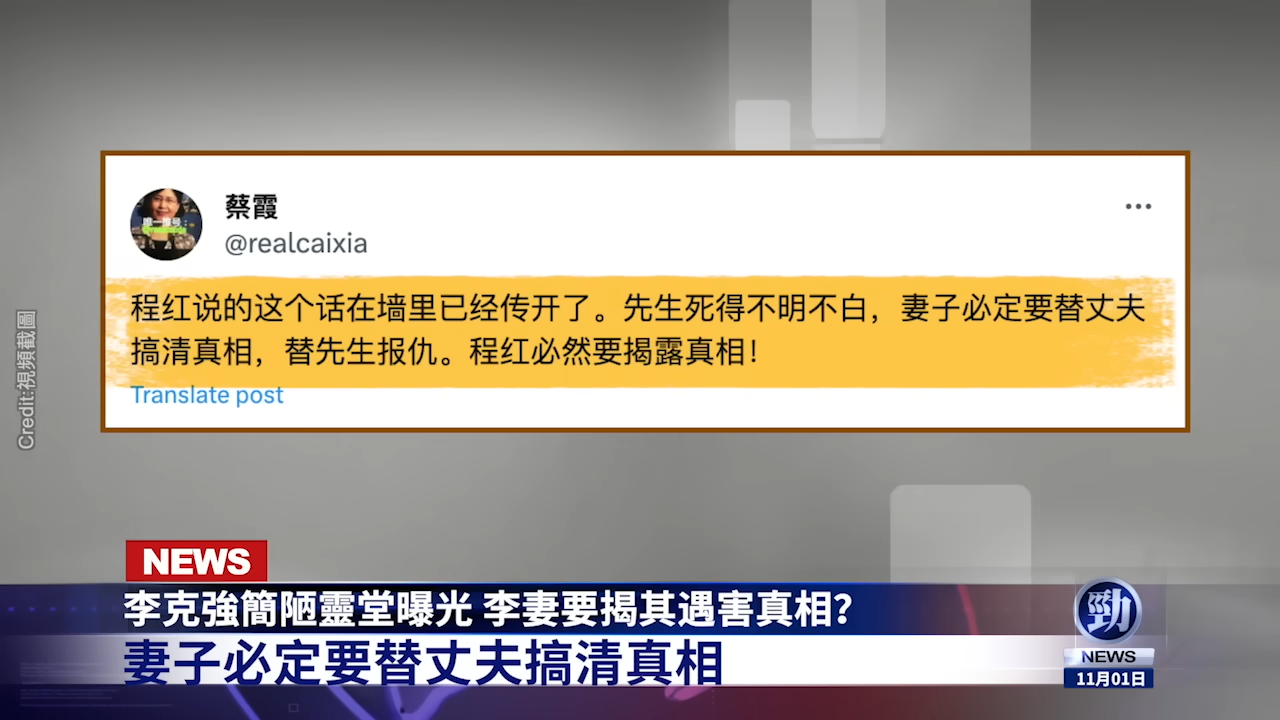 蔡霞
@realcaixia
程红说的这个话在墙里已经传开了。先生死得不明不白，妻子必定要替丈夫
搞清真相，替先生报仇。程红必然要揭露真相！
Translate post
Credit:視頻截圖
NEWS
李克強簡陋靈堂曝光 李妻要揭其遇害真相？
妻子必定要替丈夫搞清真相
勁
NEWS
11月01日